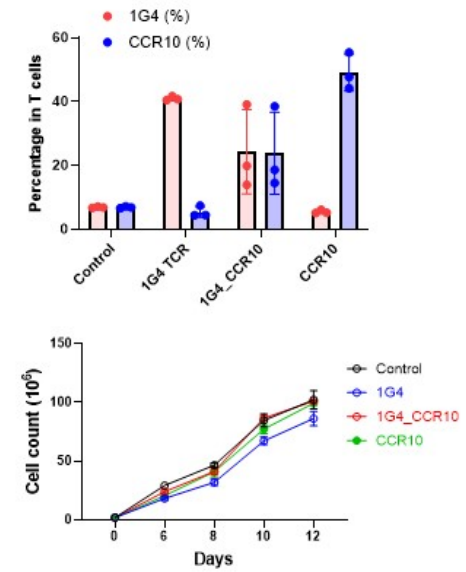 1G4 (%)
CCR10 (%)
Percentage in T cells
60
40
20
0
Control
1G4 TCR
1G4_CCR10
CCR10
Cell count (10⁶)
150
100
50
0
0 6 8 10 12
Days
Control
1G4
1G4_CCR10
CCR10